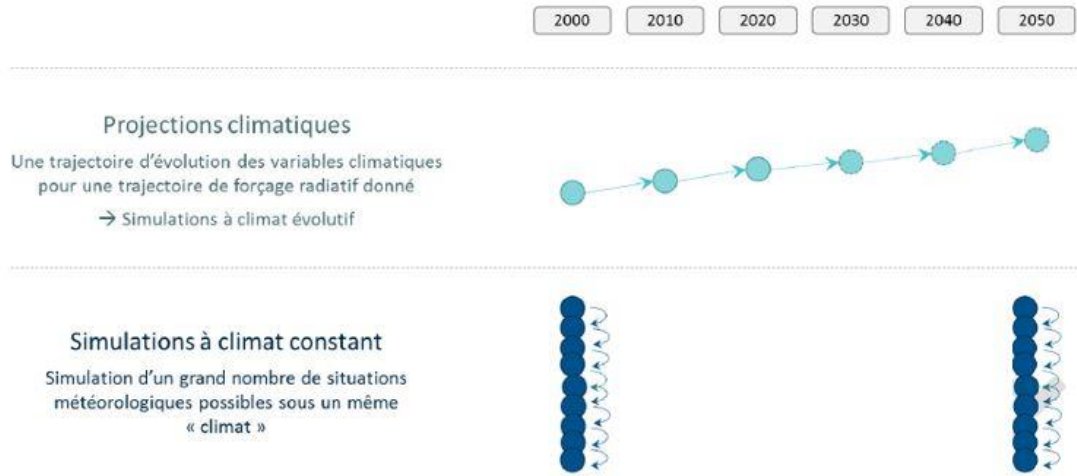 2000 2010 2020 2030 2040 2050
Projections climatiques
Une trajectoire d'évolution des variables climatiques
pour une trajectoire de forçage radiatif donné
→ Simulations à climat évolutif
Simulations à climat constant
Simulation d'un grand nombre de situations
météorologiques possibles sous un même
« climat »